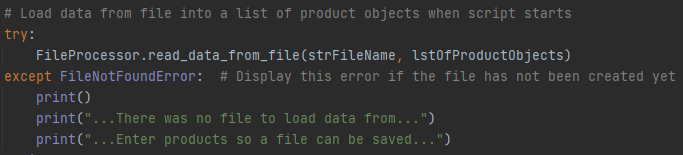 # Load data from file into a list of product objects when script starts
try:
    FileProcessor.read_data_from_file(strFileName, lstOfProductObjects)
except FileNotFoundError:  # Display this error if the file has not been created yet
    print()
    print("...There was no file to load data from...")
    print("...Enter products so a file can be saved...")